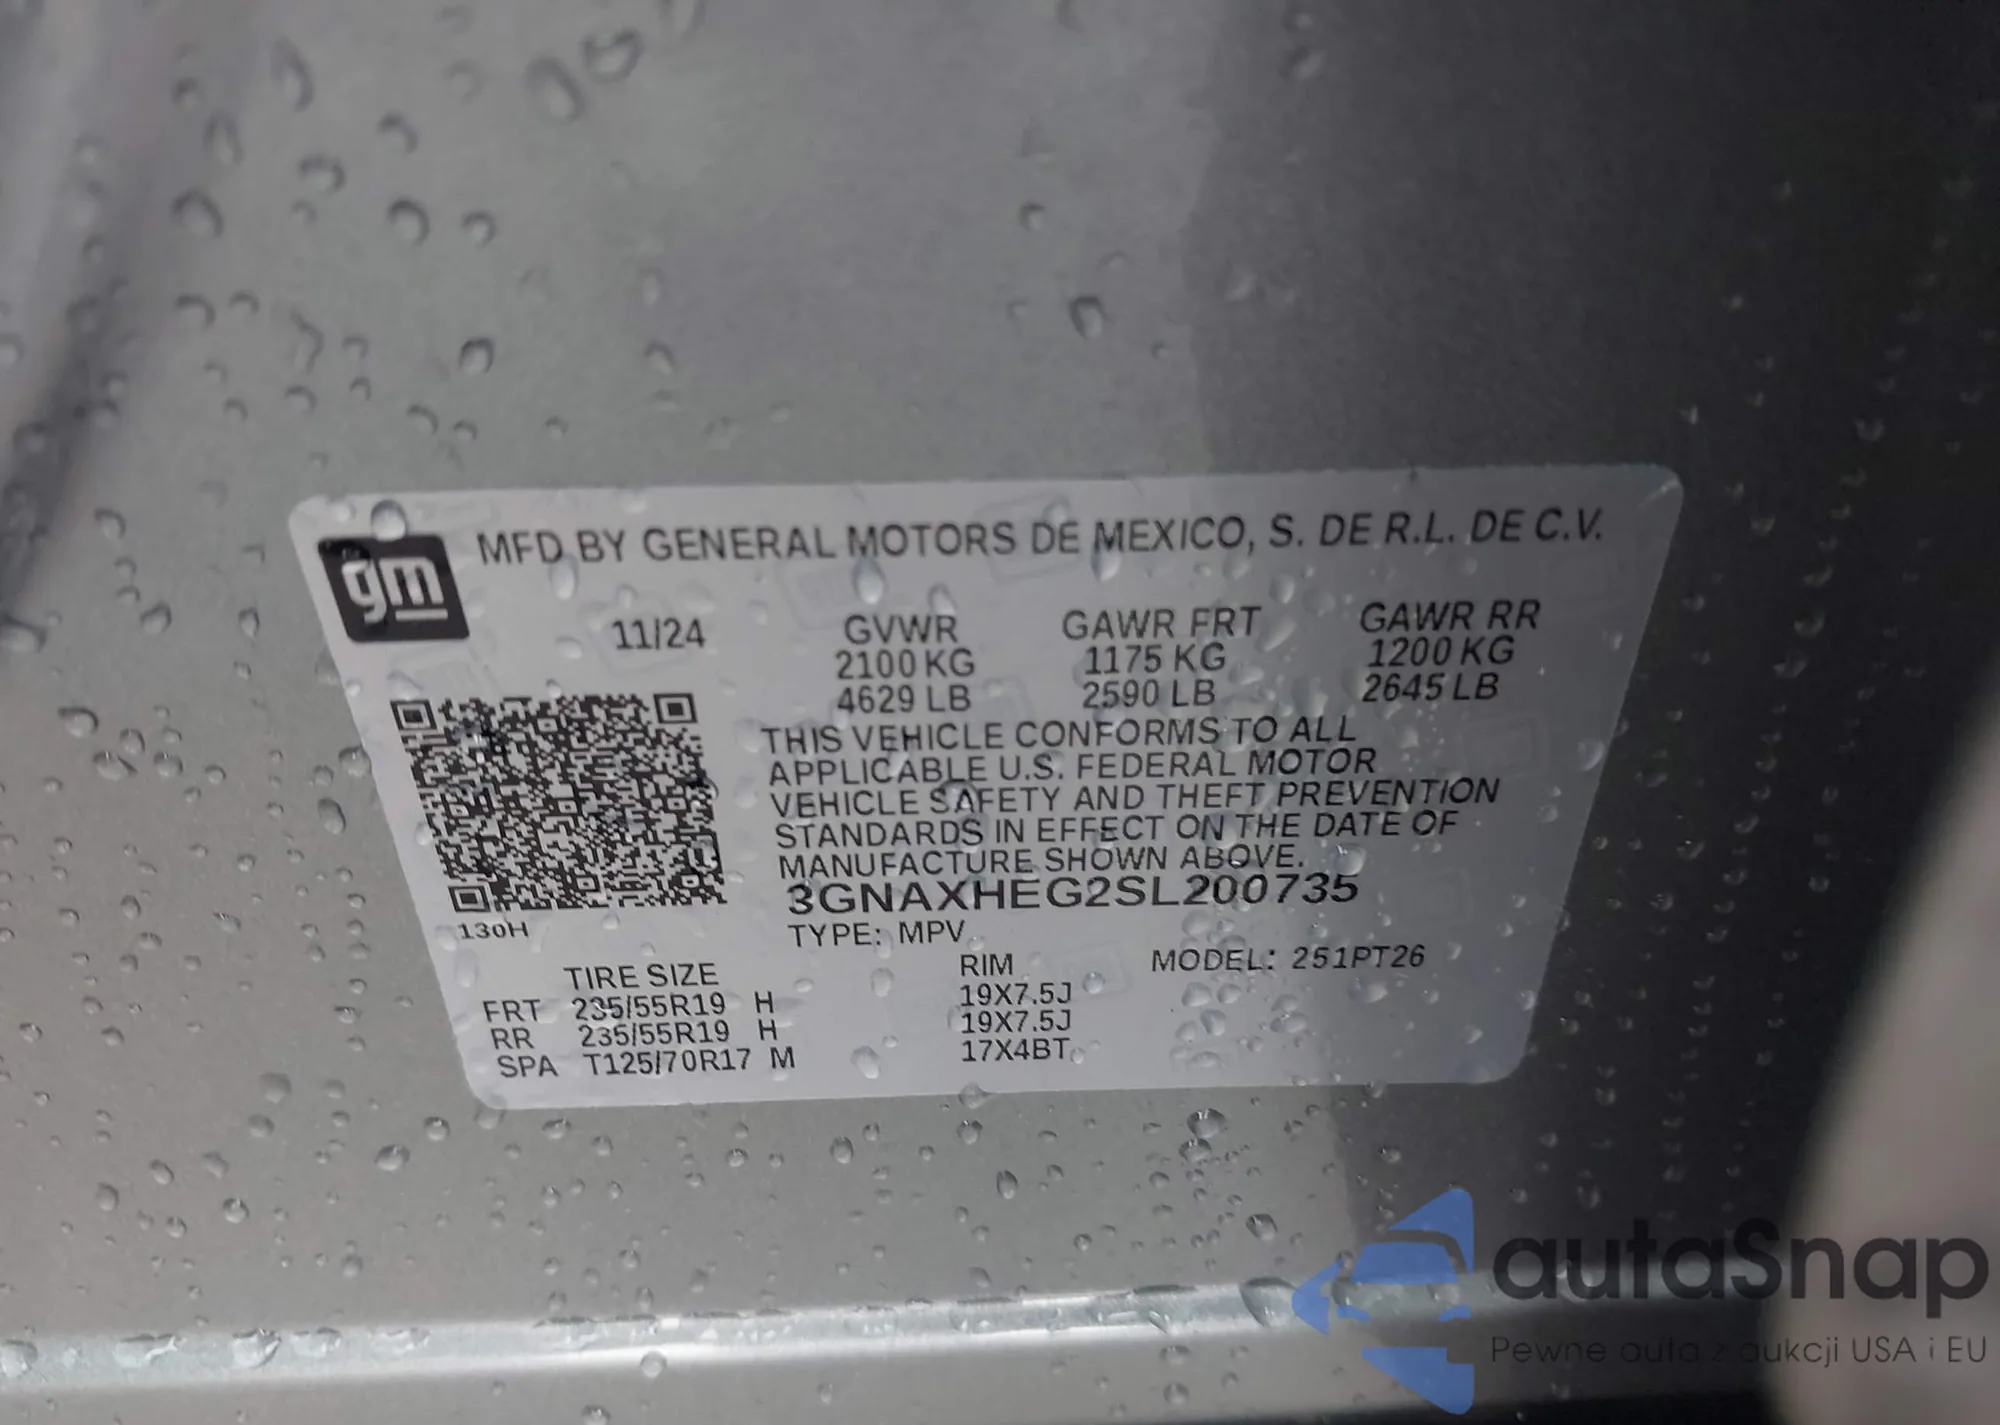 gm
MFD BY GENERAL MOTORS DE MEXICO, S. DE R.L. DE C.V.
11/24 GVWR GAWR FRT GAWR RR
2100 KG 1175 KG 1200 KG
4629 LB 2590 LB 2645 LB
THIS VEHICLE CONFORMS TO ALL
APPLICABLE U.S. FEDERAL MOTOR
VEHICLE SAFETY AND THEFT PREVENTION
STANDARDS IN EFFECT ON THE DATE OF
MANUFACTURE SHOWN ABOVE.
3GNAXHEG2SL200735
130H
TYPE: MPV
TIRE SIZE RIM MODEL: 251PT26
FRT 235/55R19 H 19X7.5J
RR 235/55R19 H 19X7.5J
SPA T125/70R17 M 17X4BT
autaSnap
Pewne auta z aukcji USA i EU